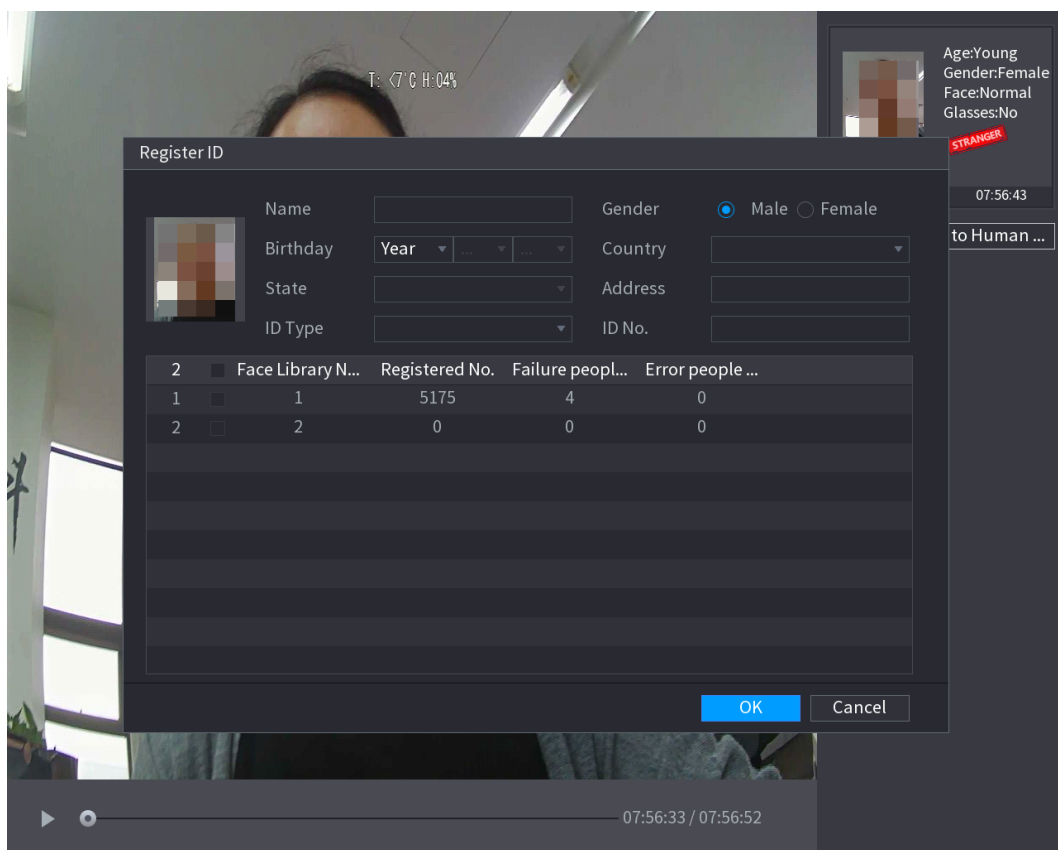 T: <7°C H:04%
Age:Young
Gender:Female
Face:Normal
Glasses:No
STRANGER
07:56:43
to Human ...
Register ID
Name
Gender Male Female
Birthday Year ... ...
Country
State
Address
ID Type
ID No.
2 Face Library N... Registered No. Failure peopl... Error people ...
1 1 5175 4 0
2 2 0 0 0
OK Cancel
07:56:33 / 07:56:52